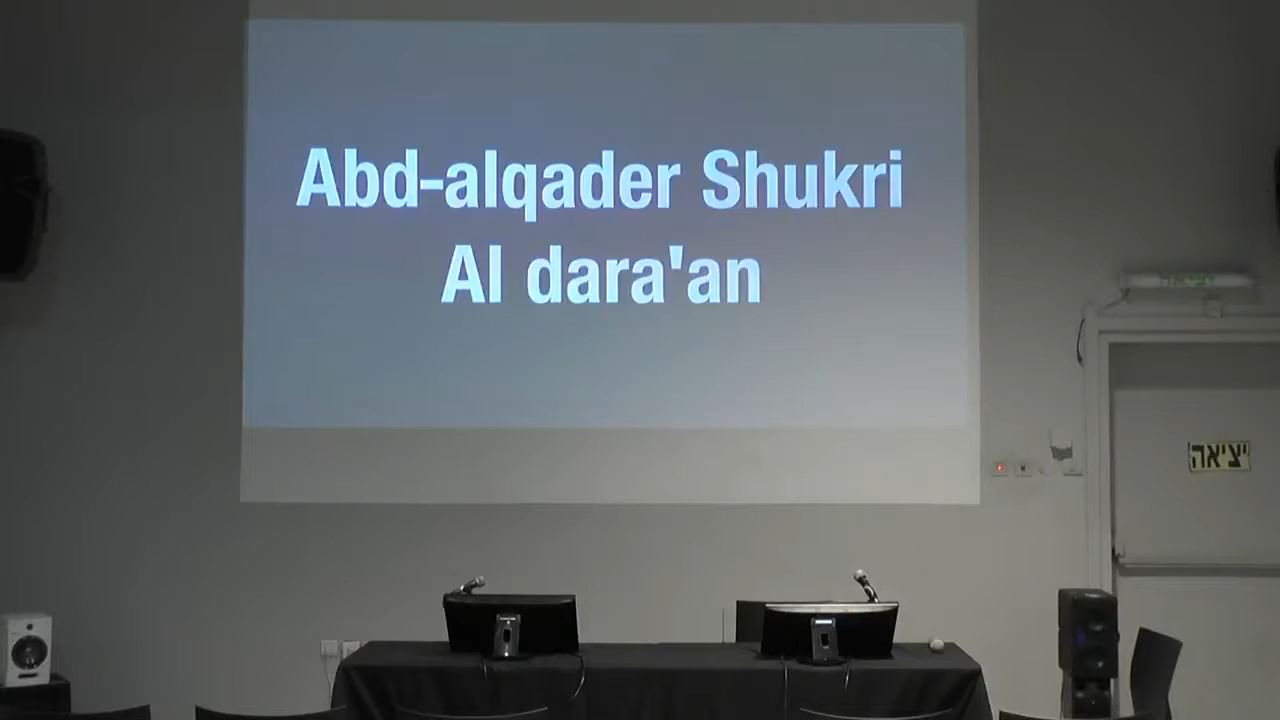 Abd-alqader Shukri
Al dara'an
יציאה